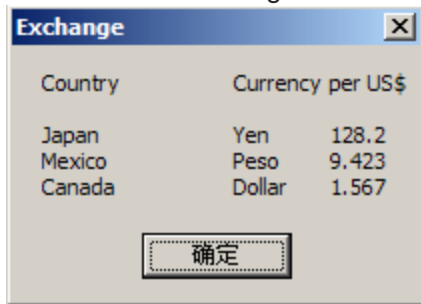 Exchange
Country Currency per US$
Japan Yen 128.2
Mexico Peso 9.423
Canada Dollar 1.567
确定